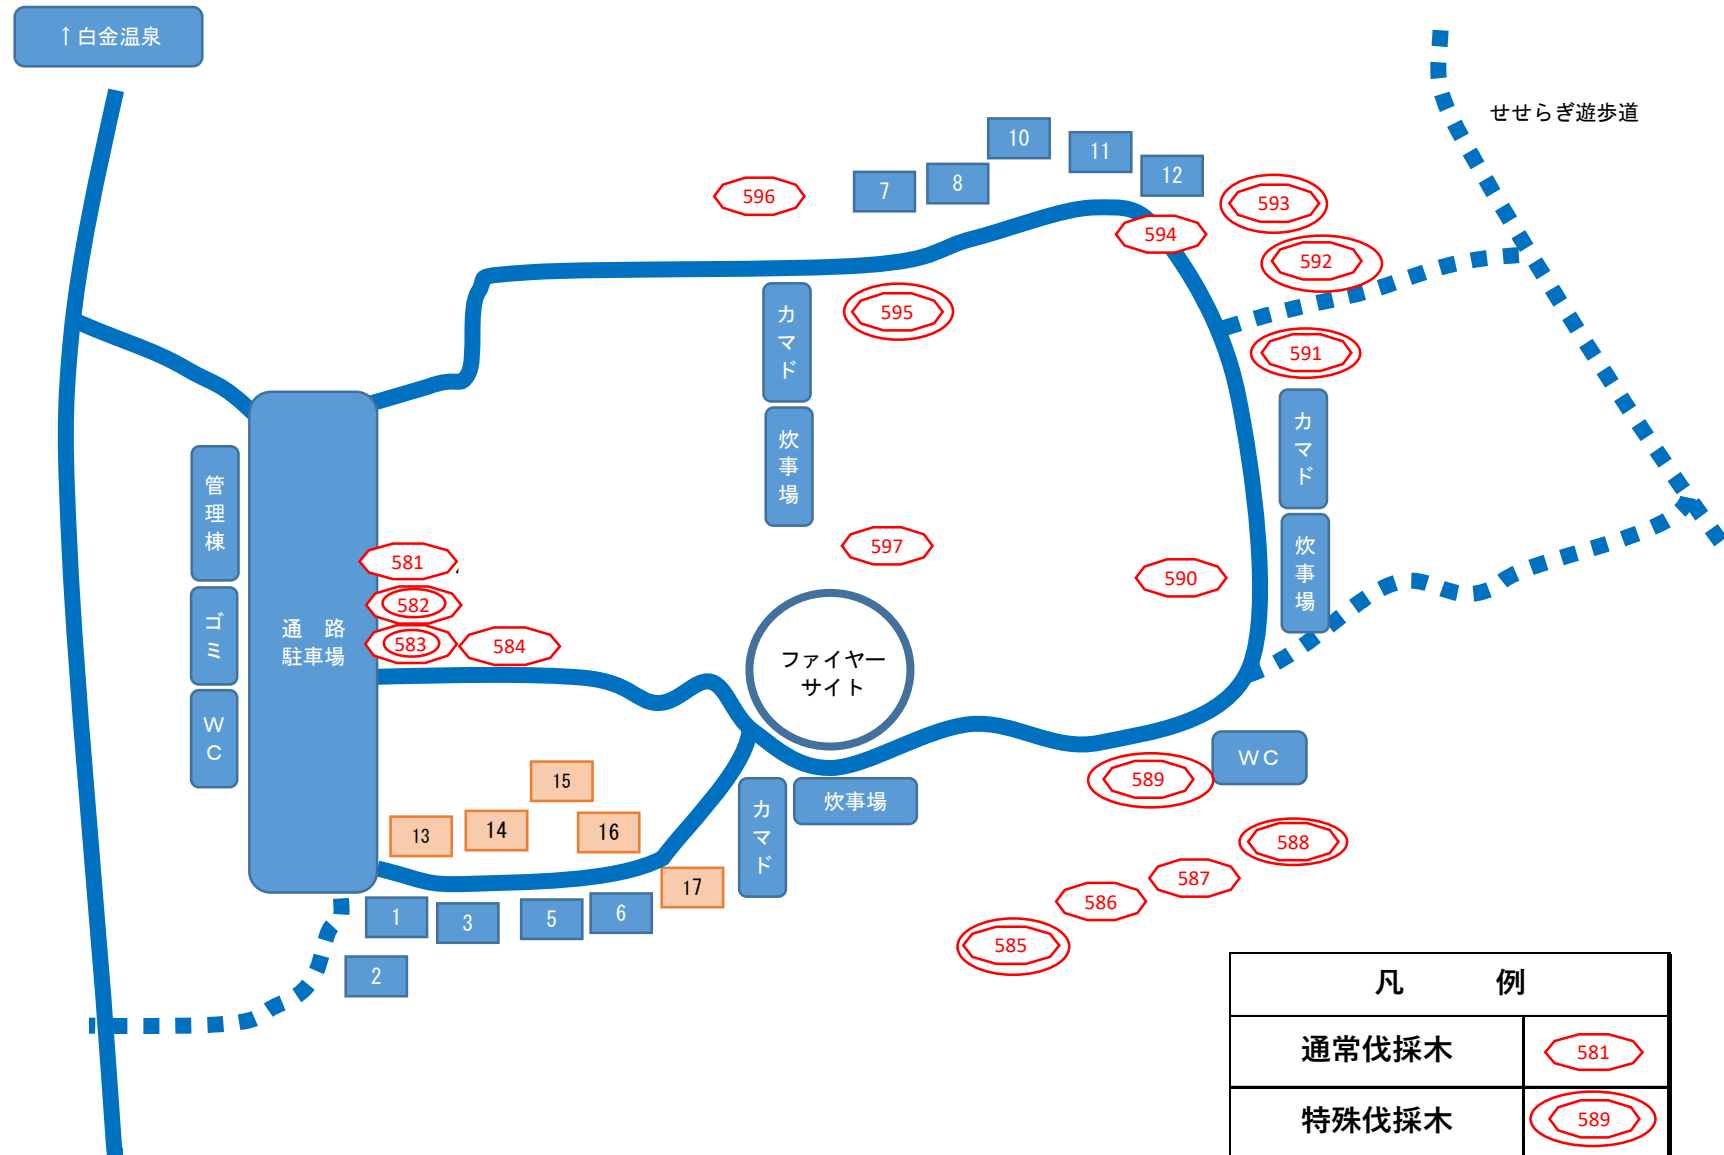 ↑白金温泉
せせらぎ遊歩道
10
11
12
7
8
596
593
594
592
595
591
カマド
炊事場
カマド
炊事場
管理棟
ゴミ
ＷＣ
通　路
駐車場
581
582
583
584
597
590
ファイヤー
サイト
ＷＣ
589
588
587
586
585
カマド
炊事場
15
13
14
16
17
1
3
5
6
2
凡　例
通常伐採木
581
特殊伐採木
589